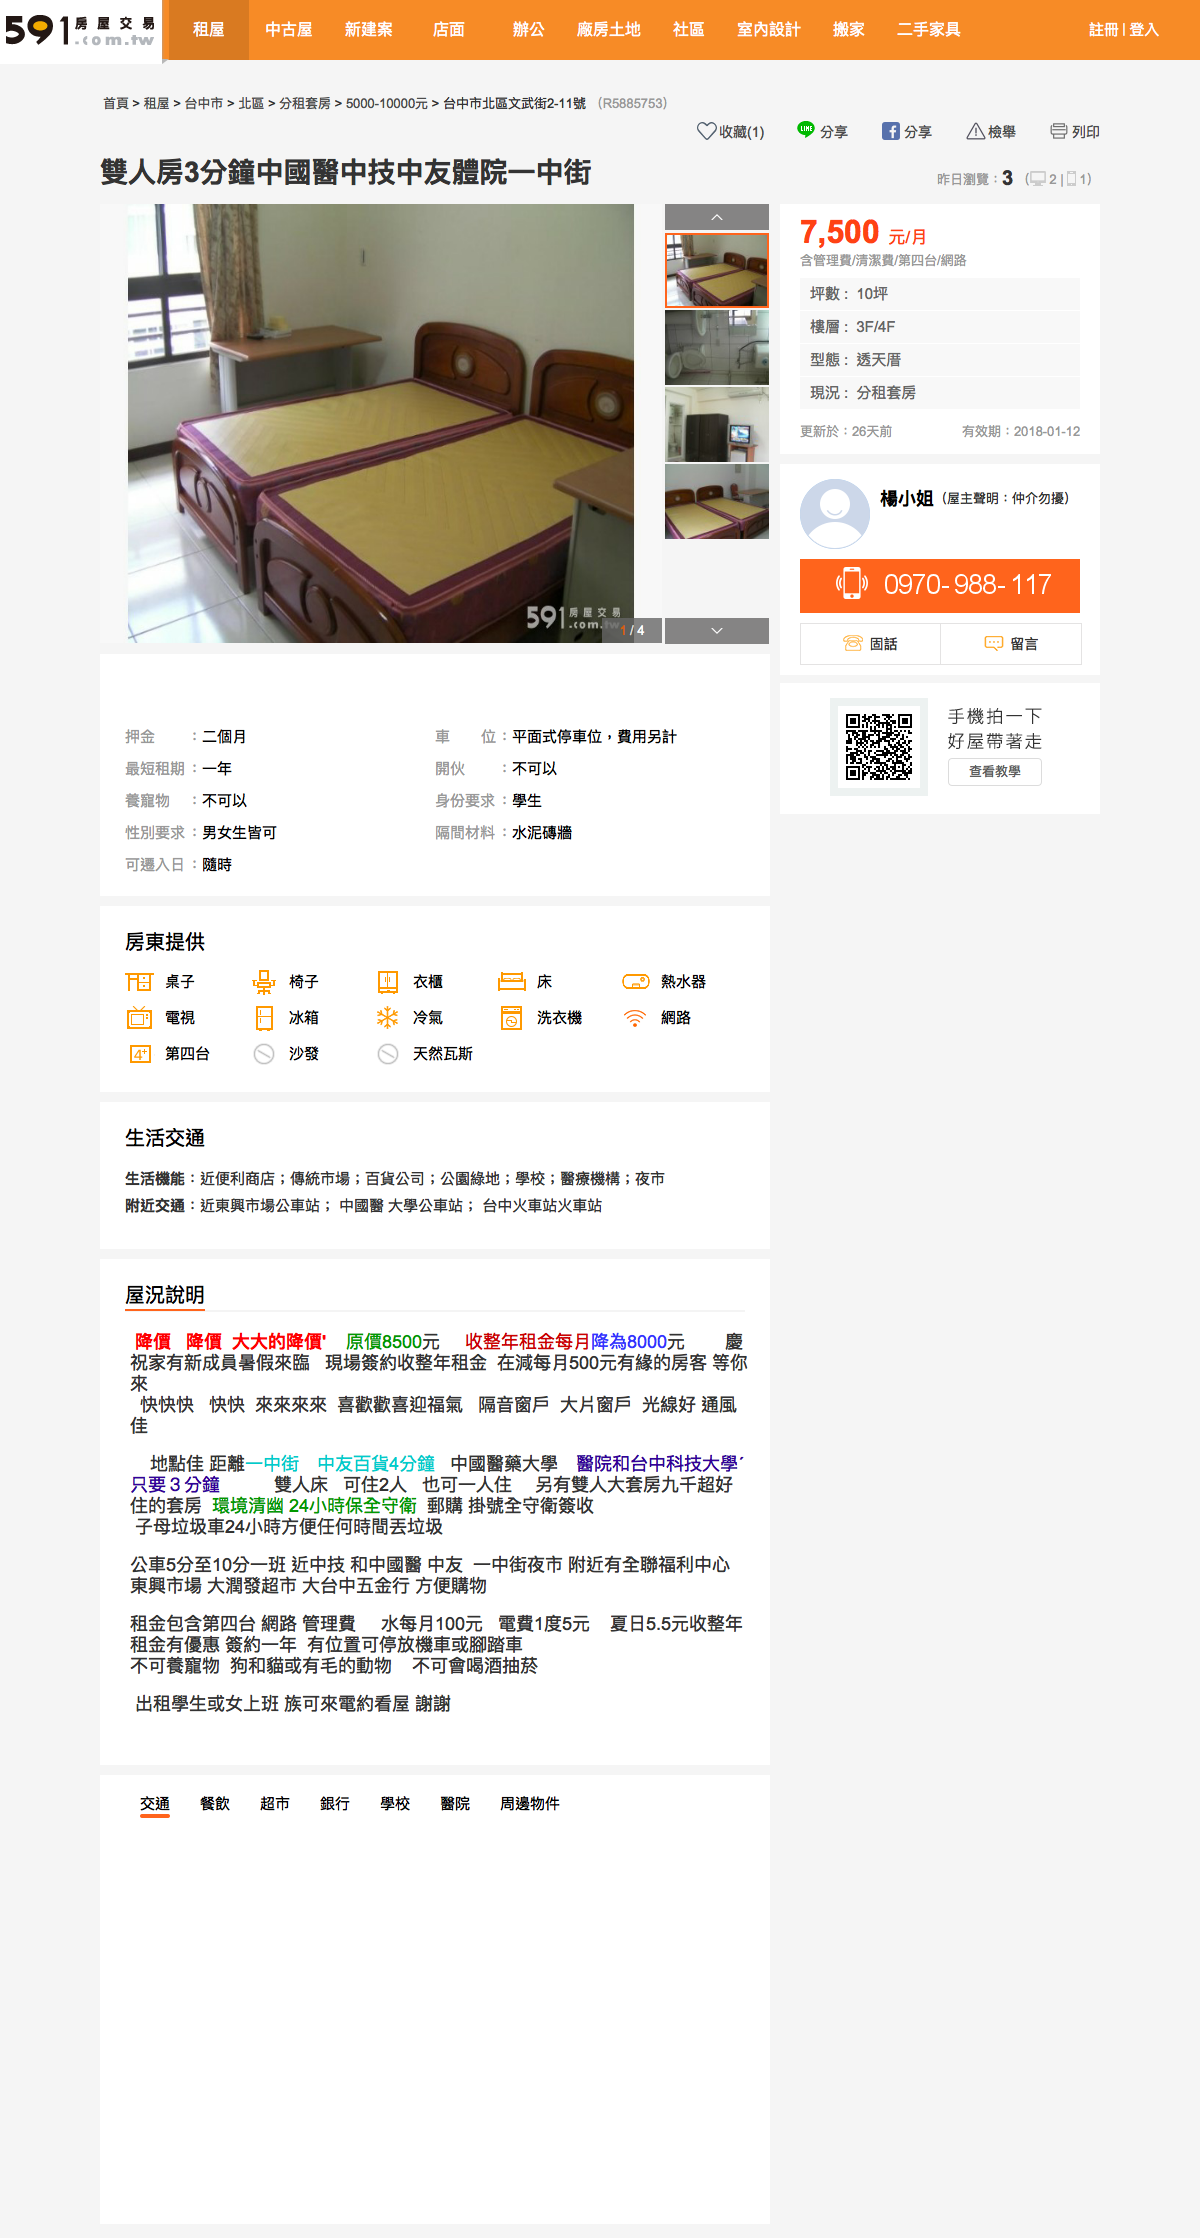 591 房屋交易 .com.tw
租屋 中古屋 新建案 店面 辦公 廠房土地 社區 室內設計 搬家 二手家具 註冊 | 登入
首頁 > 租屋 > 台中市 > 北區 > 分租套房 > 5000-10000元 > 台中市北區文武街2-11號 (R5885753)
收藏(1) LINE 分享 f 分享 檢舉 列印
雙人房3分鐘中國醫中技中友體院一中街
昨日瀏覽：3 (2 | 1)
591 房屋交易 .com.tw
1 / 4
7,500 元/月
含管理費/清潔費/第四台/網路
坪數 : 10坪
樓層 : 3F/4F
型態 : 透天厝
現況 : 分租套房
更新於：26天前 有效期：2018-01-12
楊小姐 (屋主聲明：仲介勿擾)
0970-988-117
固話 留言
手機拍一下
好屋帶著走
查看教學
押金 ：二個月 車 位：平面式停車位，費用另計
最短租期：一年 開伙 ：不可以
養寵物 ：不可以 身份要求：學生
性別要求：男女生皆可 隔間材料：水泥磚牆
可遷入日：隨時
房東提供
桌子 椅子 衣櫃 床 熱水器
電視 冰箱 冷氣 洗衣機 網路
4+ 第四台 沙發 天然瓦斯
生活交通
生活機能：近便利商店；傳統市場；百貨公司；公園綠地；學校；醫療機構；夜市
附近交通：近東興市場公車站； 中國醫 大學公車站； 台中火車站火車站
屋況說明
降價 降價 大大的降價' 原價8500元 收整年租金每月降為8000元 慶
祝家有新成員暑假來臨 現場簽約收整年租金 在減每月500元有緣的房客 等你
來
快快快 快快 來來來來 喜歡歡喜迎福氣 隔音窗戶 大片窗戶 光線好 通風
佳
地點佳 距離一中街 中友百貨4分鐘 中國醫藥大學 醫院和台中科技大學ˊ
只要３分鐘 雙人床 可住2人 也可一人住 另有雙人大套房九千超好
住的套房 環境清幽 24小時保全守衛 郵購 掛號全守衛簽收
子母垃圾車24小時方便任何時間丟垃圾
公車5分至10分一班 近中技 和中國醫 中友 一中街夜市 附近有全聯福利中心
東興市場 大潤發超市 大台中五金行 方便購物
租金包含第四台 網路 管理費 水每月100元 電費1度5元 夏日5.5元收整年
租金有優惠 簽約一年 有位置可停放機車或腳踏車
不可養寵物 狗和貓或有毛的動物 不可會喝酒抽菸
出租學生或女上班 族可來電約看屋 謝謝
交通 餐飲 超市 銀行 學校 醫院 周邊物件